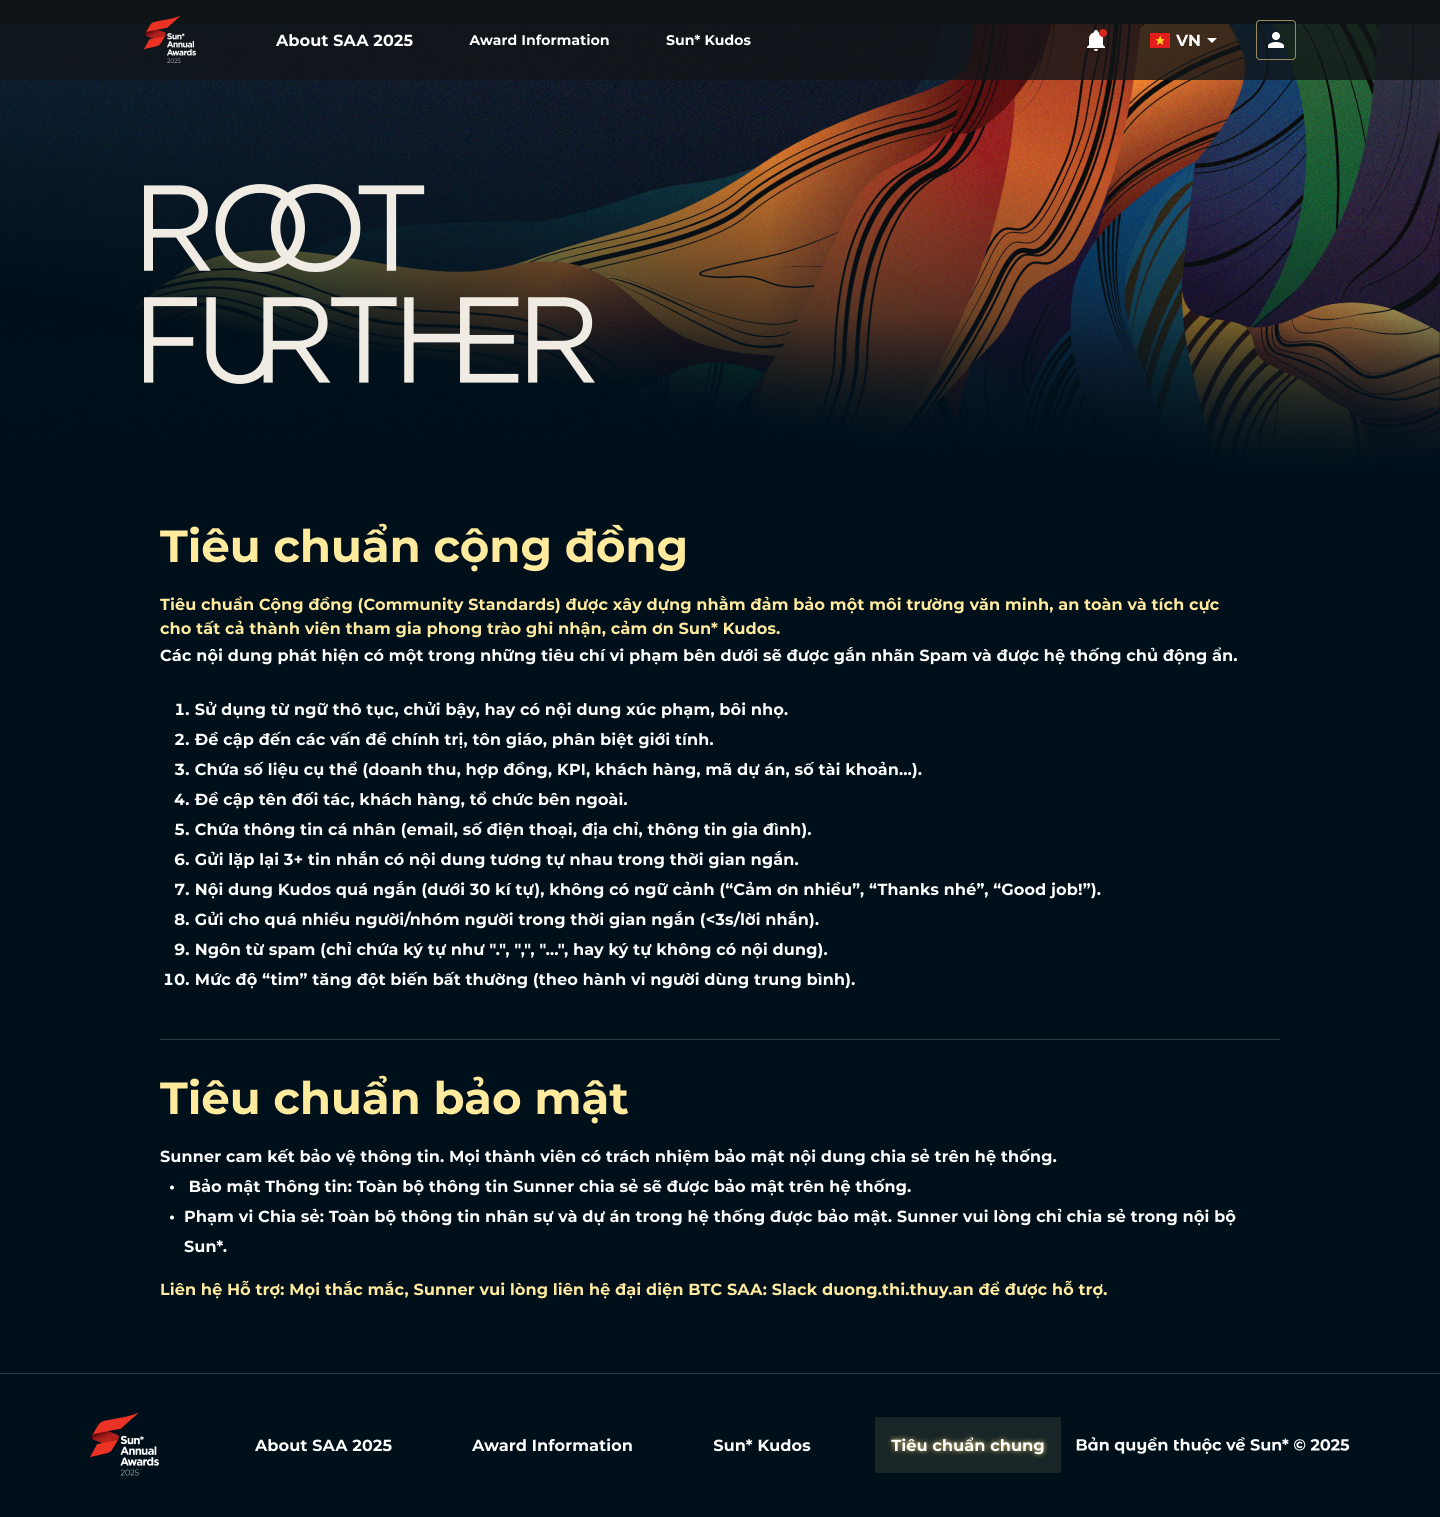 Sun*
Annual
Awards
2025
About SAA 2025
Award Information
Sun* Kudos
VN
ROOT
FURTHER
Tiêu chuẩn cộng đồng
Tiêu chuẩn Cộng đồng (Community Standards) được xây dựng nhằm đảm bảo một môi trường văn minh, an toàn và tích cực
cho tất cả thành viên tham gia phong trào ghi nhận, cảm ơn Sun* Kudos.
Các nội dung phát hiện có một trong những tiêu chí vi phạm bên dưới sẽ được gắn nhãn Spam và được hệ thống chủ động ẩn.
1. Sử dụng từ ngữ thô tục, chửi bậy, hay có nội dung xúc phạm, bôi nhọ.
2. Đề cập đến các vấn đề chính trị, tôn giáo, phân biệt giới tính.
3. Chứa số liệu cụ thể (doanh thu, hợp đồng, KPI, khách hàng, mã dự án, số tài khoản...).
4. Đề cập tên đối tác, khách hàng, tổ chức bên ngoài.
5. Chứa thông tin cá nhân (email, số điện thoại, địa chỉ, thông tin gia đình).
6. Gửi lặp lại 3+ tin nhắn có nội dung tương tự nhau trong thời gian ngắn.
7. Nội dung Kudos quá ngắn (dưới 30 kí tự), không có ngữ cảnh (“Cảm ơn nhiều”, “Thanks nhé”, “Good job!”).
8. Gửi cho quá nhiều người/nhóm người trong thời gian ngắn (<3s/lời nhắn).
9. Ngôn từ spam (chỉ chứa ký tự như ".", ",", "...", hay ký tự không có nội dung).
10. Mức độ “tim” tăng đột biến bất thường (theo hành vi người dùng trung bình).
Tiêu chuẩn bảo mật
Sunner cam kết bảo vệ thông tin. Mọi thành viên có trách nhiệm bảo mật nội dung chia sẻ trên hệ thống.
• Bảo mật Thông tin: Toàn bộ thông tin Sunner chia sẻ sẽ được bảo mật trên hệ thống.
• Phạm vi Chia sẻ: Toàn bộ thông tin nhân sự và dự án trong hệ thống được bảo mật. Sunner vui lòng chỉ chia sẻ trong nội bộ
Sun*.
Liên hệ Hỗ trợ: Mọi thắc mắc, Sunner vui lòng liên hệ đại diện BTC SAA: Slack duong.thi.thuy.an để được hỗ trợ.
Sun*
Annual
Awards
2025
About SAA 2025
Award Information
Sun* Kudos
Tiêu chuẩn chung
Bản quyền thuộc về Sun* © 2025